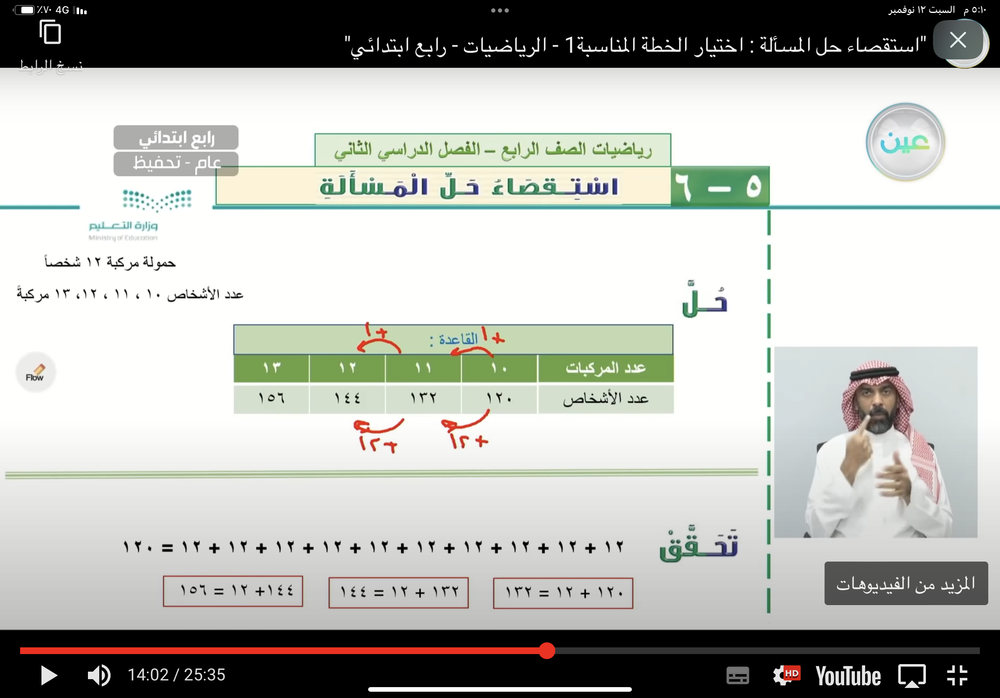 ٥:١٠ م السبت ١٢ نوفمبر
٪٧٠ 4G
"استقصاء حل المسألة : اختيار الخطة المناسبة1 - الرياضيات - رابع ابتدائي"
نسخ الرابط
عين
رابع ابتدائي
عام - تحفيظ
رياضيات الصف الرابع – الفصل الدراسي الثاني
٥ – ٦ اسْتِقصَاءُ حَلِّ الْمَسْأَلَةِ
وزارة التعليم
Ministry of Education
حمولة مركبة ١٢ شخصاً
عدد الأشخاص ١٠ ، ١١ ، ١٢، ١٣ مركبةً
حُلَّ
+١ +١
القاعدة :
عدد المركبات ١٠ ١١ ١٢ ١٣
عدد الأشخاص ١٢٠ ١٣٢ ١٤٤ ١٥٦
+١٢ +١٢
Flow
تَحَقَّقْ
١٢ + ١٢ + ١٢ + ١٢ + ١٢ + ١٢ + ١٢ + ١٢ + ١٢ + ١٢ = ١٢٠
١٢٠ + ١٢ = ١٣٢
١٣٢ + ١٢ = ١٤٤
١٤٤+ ١٢ = ١٥٦
المزيد من الفيديوهات
14:02 / 25:35
HD
YouTube